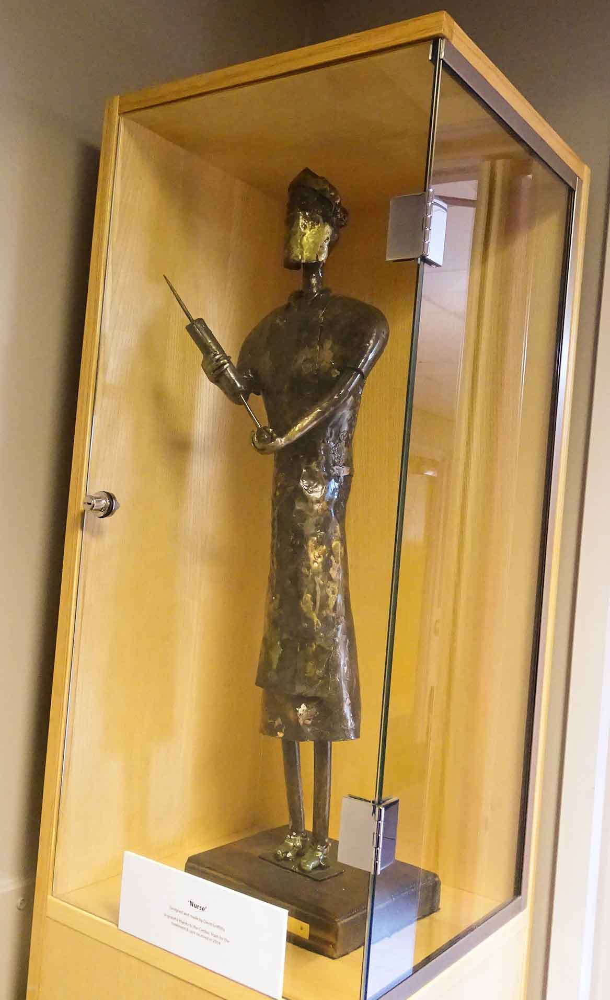 'Nurse'
Designed and made by David Griffiths
in grateful thanks to the Cardiac Team for the
treatment & care received in 2014